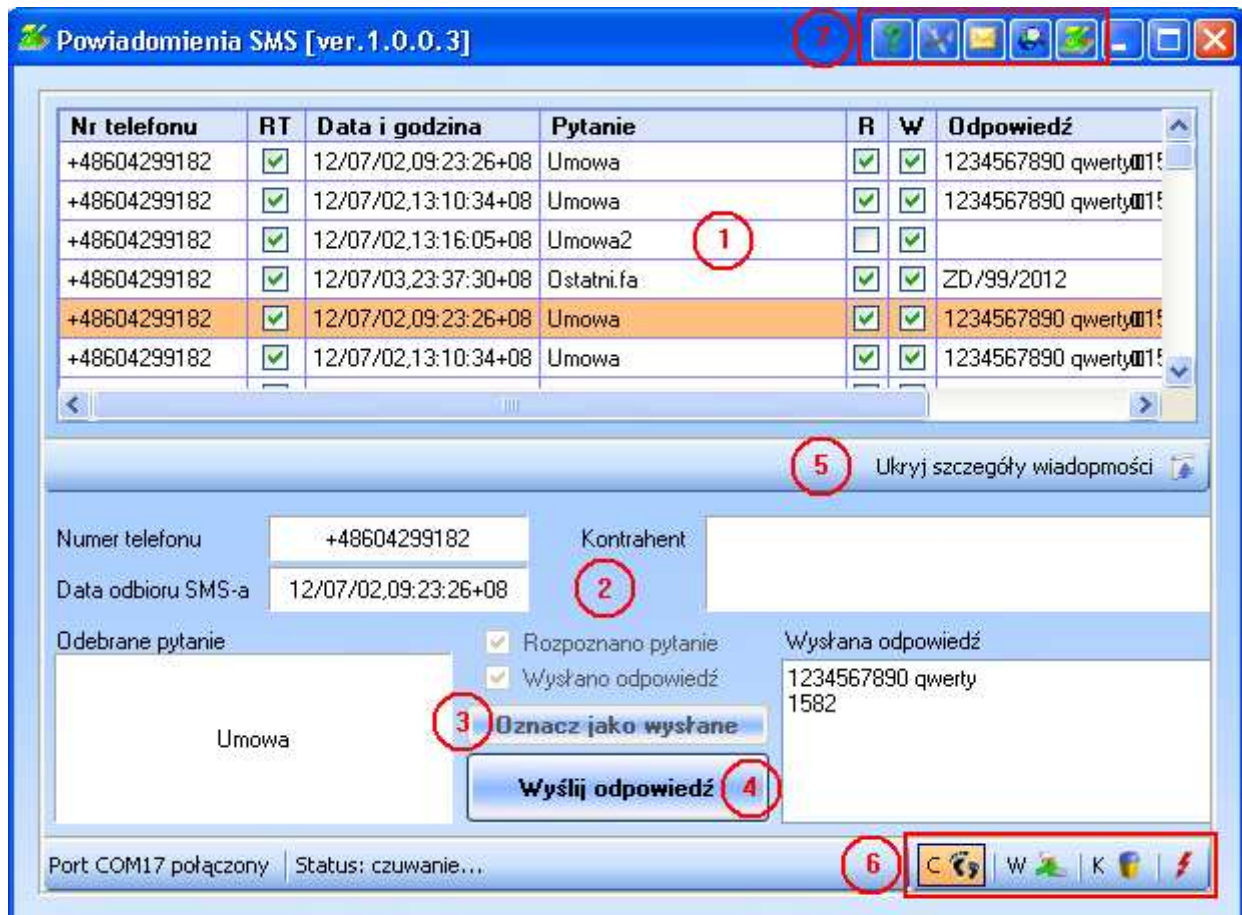 Powiadomienia SMS [ver.1.0.0.3] 7
Nr telefonu RT Data i godzina Pytanie R W Odpowiedź
+48604299182 12/07/02,09:23:26+08 Umowa 1234567890 qwerty 15
+48604299182 12/07/02,13:10:34+08 Umowa 1234567890 qwerty 15
+48604299182 12/07/02,13:16:05+08 Umowa2 1
+48604299182 12/07/03,23:37:30+08 Ostatni.fa ZD/99/2012
+48604299182 12/07/02,09:23:26+08 Umowa 1234567890 qwerty 15
+48604299182 12/07/02,13:10:34+08 Umowa 1234567890 qwerty 15
5 Ukryj szczegóły wiadopmości
Numer telefonu +48604299182 Kontrahent
Data odbioru SMS-a 12/07/02,09:23:26+08 2
Odebrane pytanie Rozpoznano pytanie Wysłana odpowiedź
Wysłano odpowiedź 1234567890 qwerty
1582
3 Oznacz jako wysłane
Umowa
Wyślij odpowiedź 4
Port COM17 połączony Status: czuwanie... 6 C W K